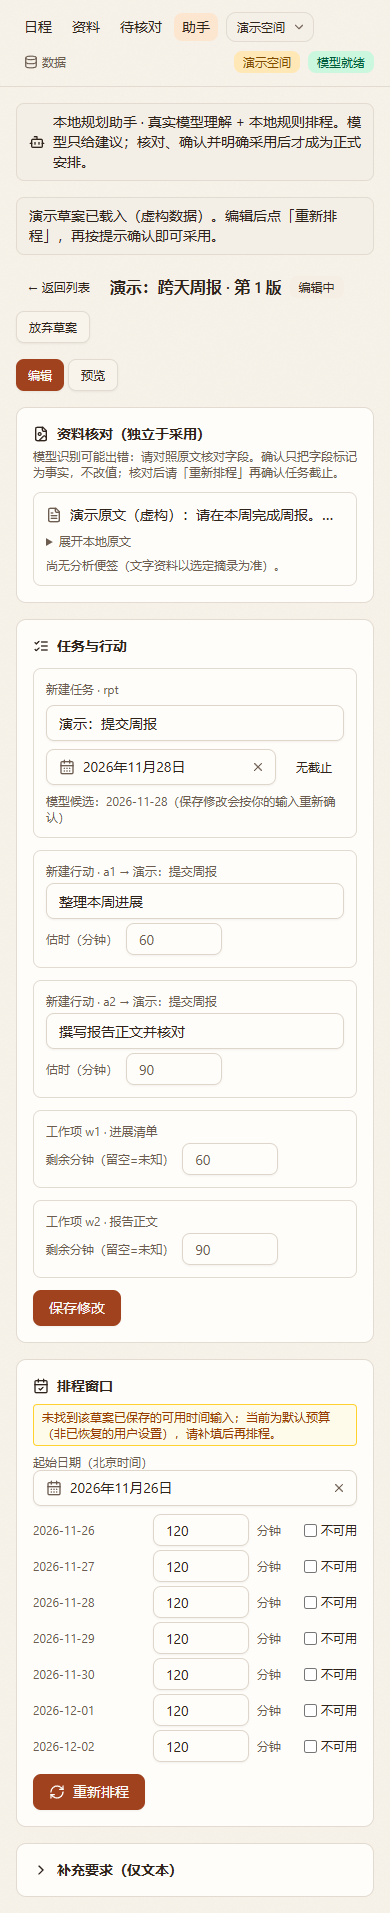 日程 资料 待核对 助手 演示空间
数据 演示空间 模型就绪
本地规划助手 · 真实模型理解 + 本地规则排程。模
型只给建议；核对、确认并明确采用后才成为正式
安排。
演示草案已载入（虚构数据）。编辑后点「重新排
程」，再按提示确认即可采用。
← 返回列表 演示：跨天周报 · 第 1 版 编辑中
放弃草案
编辑 预览
资料核对（独立于采用）
模型识别可能出错：请对照原文核对字段。确认只把字段标记
为事实，不改值；核对后请「重新排程」再确认任务截止。
演示原文（虚构）：请在本周完成周报。...
▶ 展开本地原文
尚无分析便签（文字资料以选定摘录为准）。
任务与行动
新建任务 · rpt
演示：提交周报
2026年11月28日 × 无截止
模型候选：2026-11-28（保存修改会按你的输入重新确
认）
新建行动 · a1 → 演示：提交周报
整理本周进展
估时（分钟） 60
新建行动 · a2 → 演示：提交周报
撰写报告正文并核对
估时（分钟） 90
工作项 w1 · 进展清单
剩余分钟（留空=未知） 60
工作项 w2 · 报告正文
剩余分钟（留空=未知） 90
保存修改
排程窗口
未找到该草案已保存的可用时间输入；当前为默认预算
（非已恢复的用户设置），请补填后再排程。
起始日期（北京时间）
2026年11月26日 ×
2026-11-26 120 分钟 不可用
2026-11-27 120 分钟 不可用
2026-11-28 120 分钟 不可用
2026-11-29 120 分钟 不可用
2026-11-30 120 分钟 不可用
2026-12-01 120 分钟 不可用
2026-12-02 120 分钟 不可用
重新排程
补充要求（仅文本）